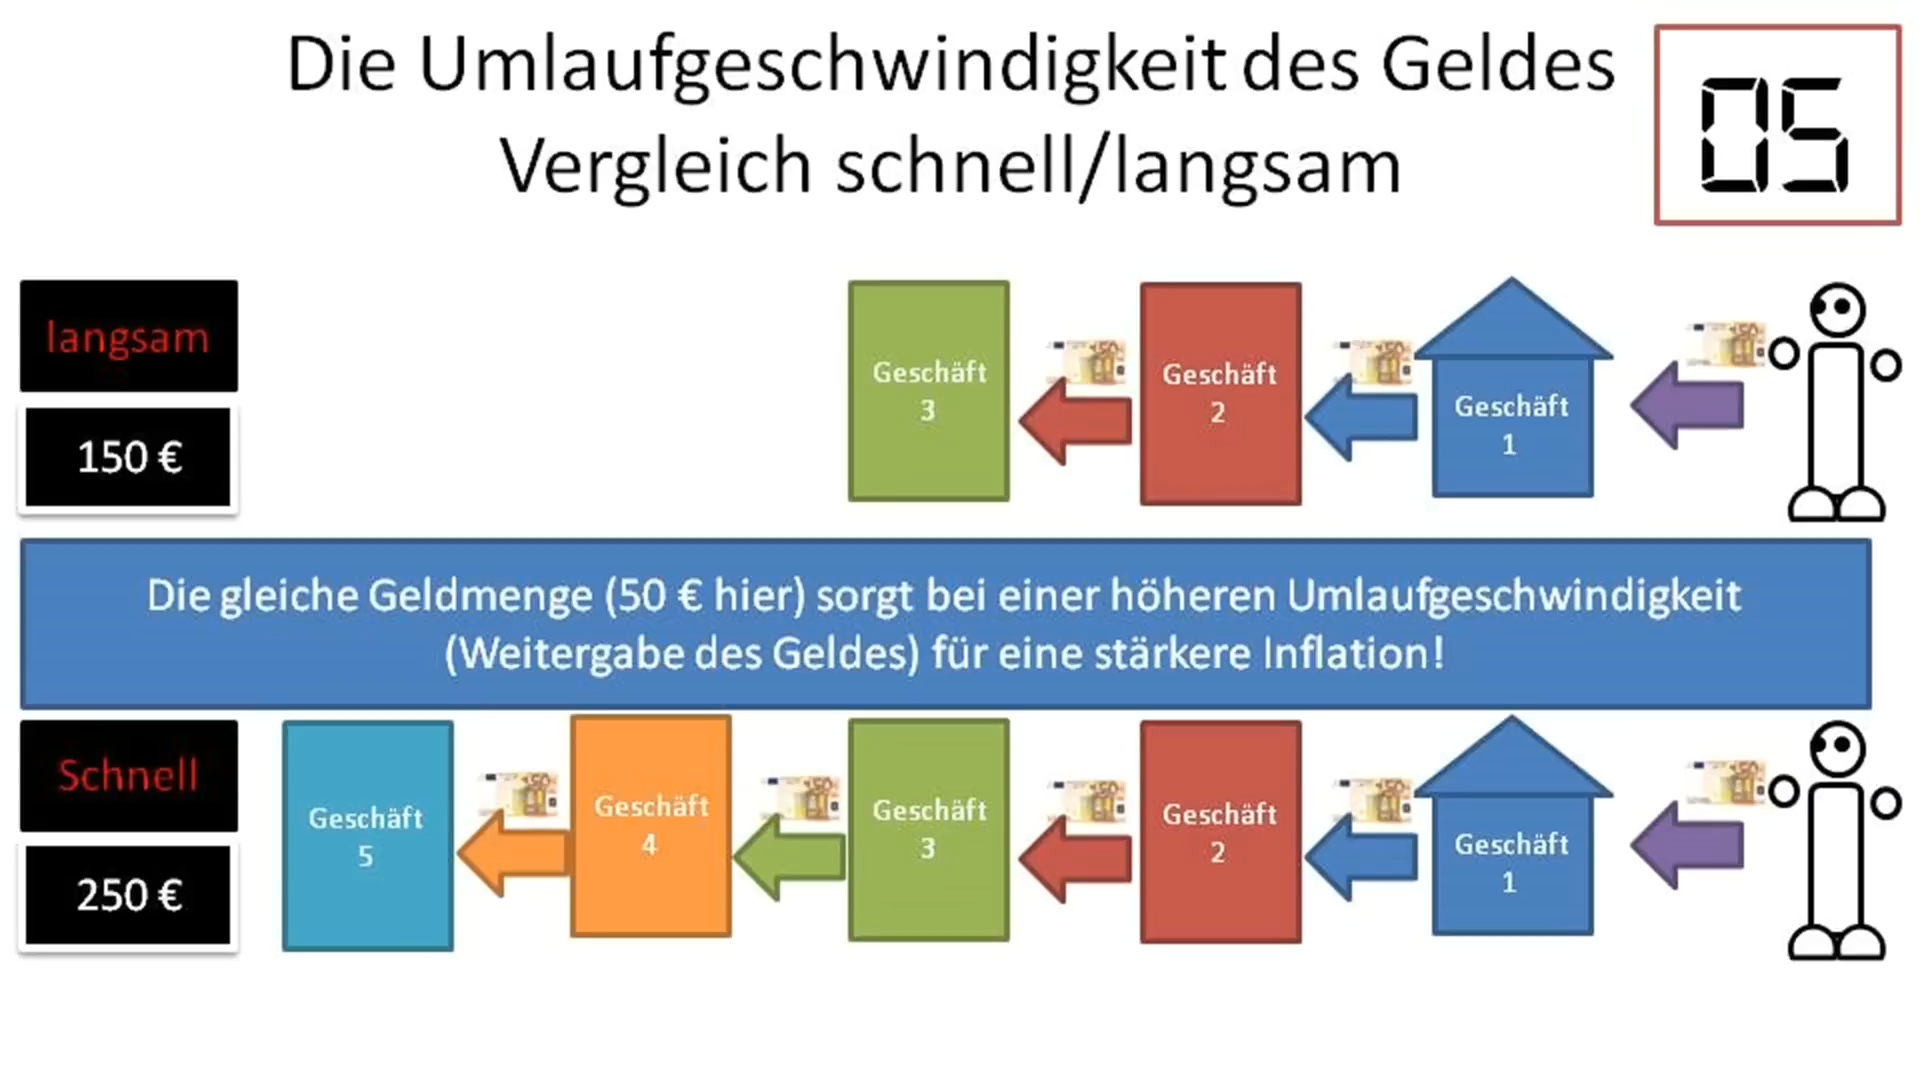 Die Umlaufgeschwindigkeit des Geldes
Vergleich schnell/langsam
05
langsam
150 €
Geschäft
3
Geschäft
2
Geschäft
1
Die gleiche Geldmenge (50 € hier) sorgt bei einer höheren Umlaufgeschwindigkeit
(Weitergabe des Geldes) für eine stärkere Inflation!
Schnell
250 €
Geschäft
5
Geschäft
4
Geschäft
3
Geschäft
2
Geschäft
1